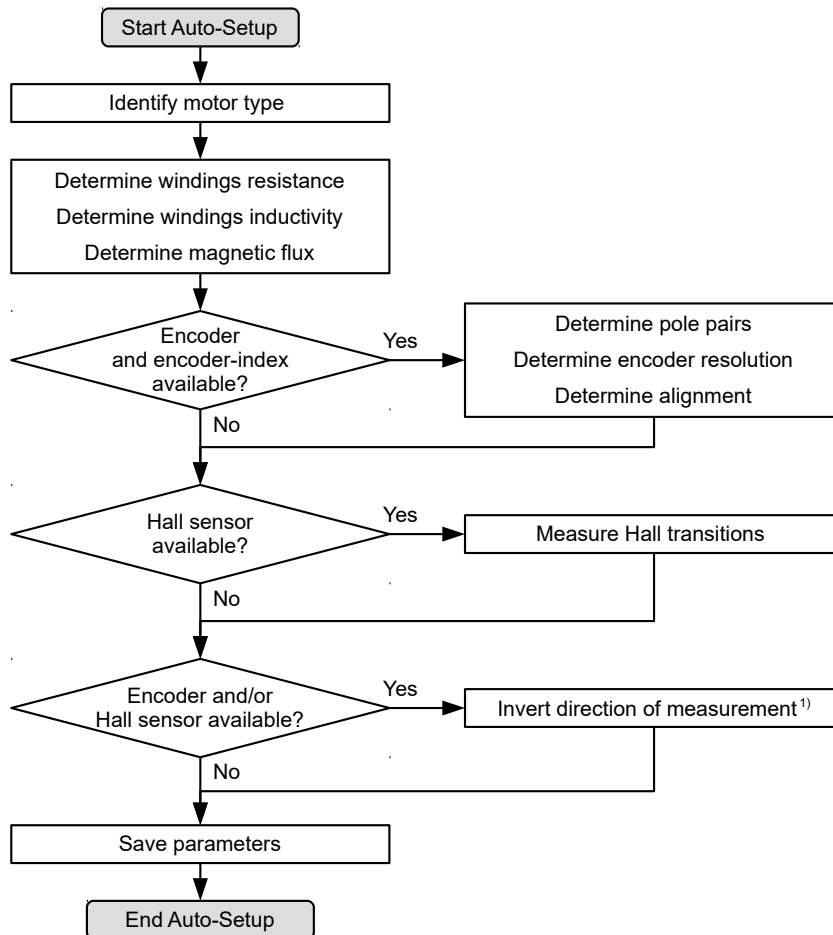 Start Auto-Setup
Identify motor type
Determine windings resistance
Determine windings inductivity
Determine magnetic flux
Encoder
and encoder-index
available?
Yes
Determine pole pairs
Determine encoder resolution
Determine alignment
No
Hall sensor
available?
Yes
Measure Hall transitions
No
Encoder and/or
Hall sensor available?
Yes
Invert direction of measurement 1)
No
Save parameters
End Auto-Setup